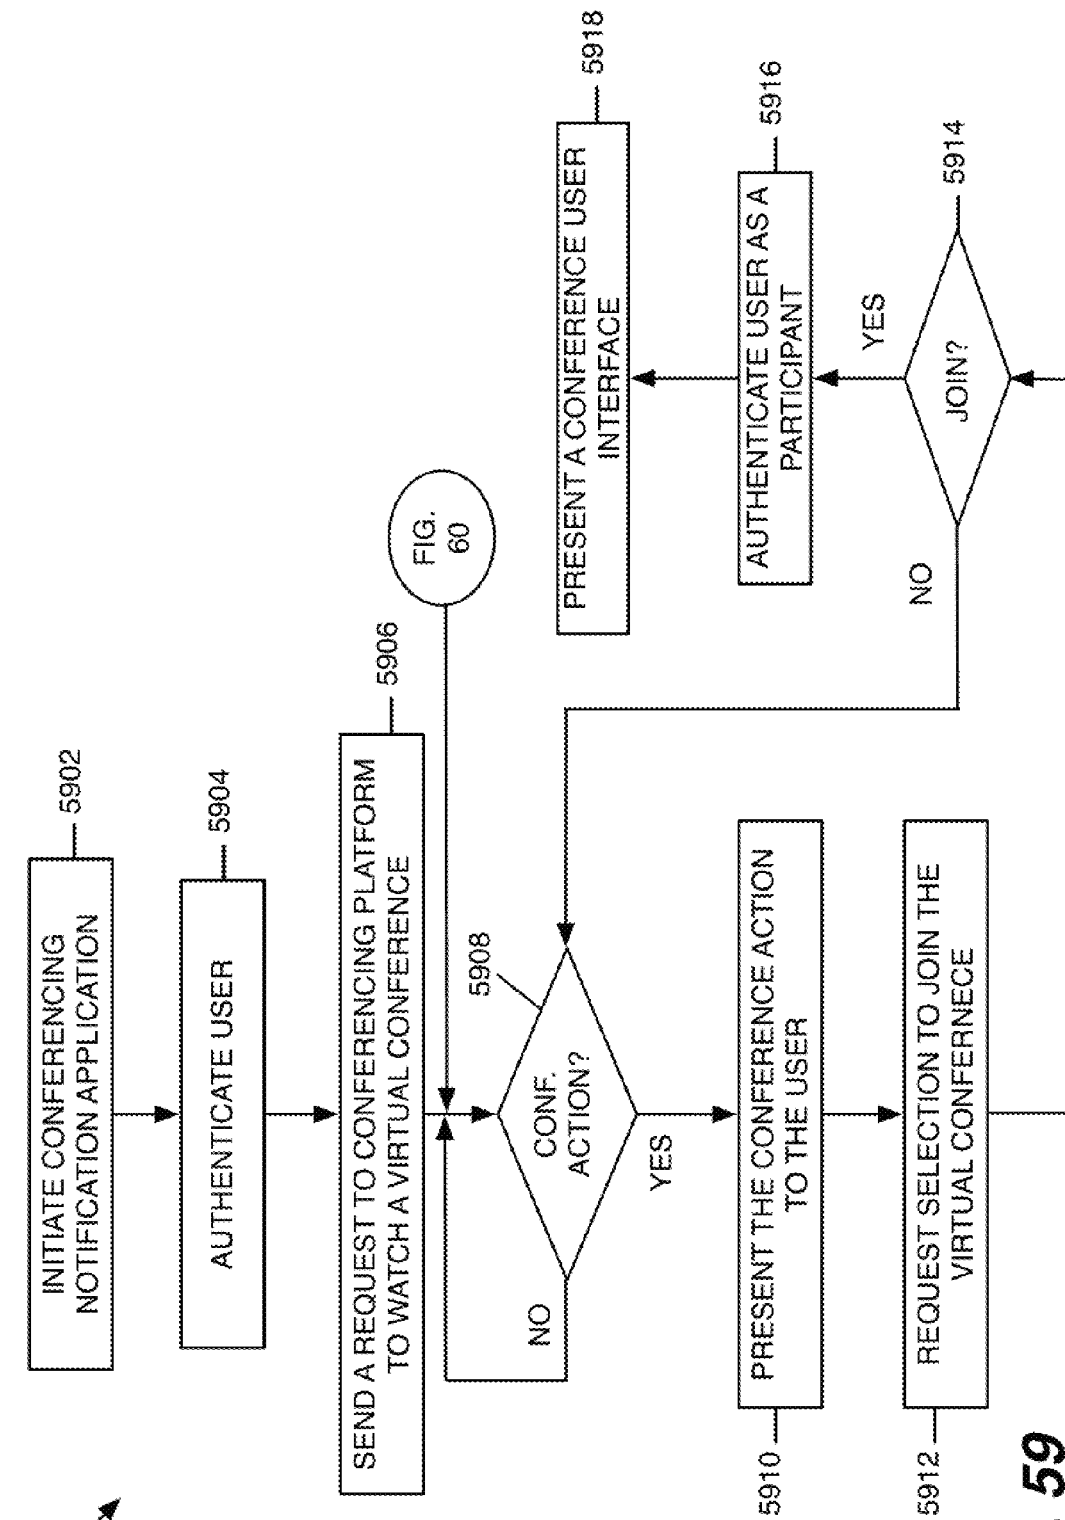 INITIATE CONFERENCING
NOTIFICATION APPLICATION
5902
AUTHENTICATE USER
5904
SEND A REQUEST TO CONFERENCING PLATFORM
TO WATCH A VIRTUAL CONFERENCE
5906
FIG.
60
CONF.
ACTION?
5908
NO
YES
PRESENT THE CONFERENCE ACTION
TO THE USER
5910
REQUEST SELECTION TO JOIN THE
VIRTUAL CONFERNECE
5912
JOIN?
5914
NO
YES
AUTHENTICATE USER AS A
PARTICIPANT
5916
PRESENT A CONFERENCE USER
INTERFACE
5918
59